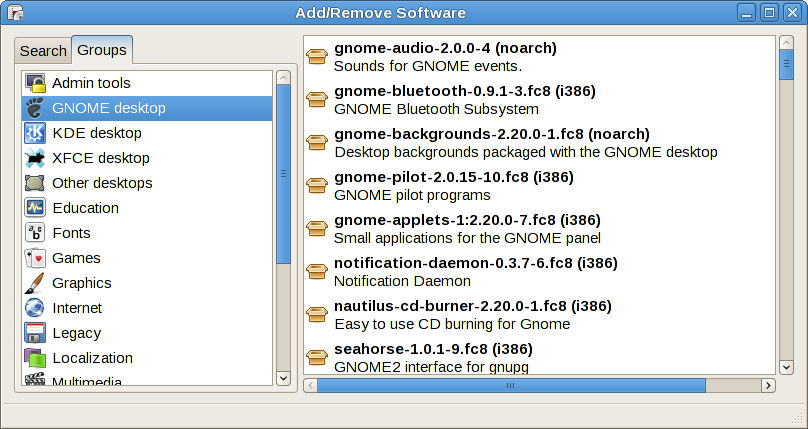 Add/Remove Software
Search
Groups
Admin tools
GNOME desktop
KDE desktop
XFCE desktop
Other desktops
Education
Fonts
Games
Graphics
Internet
Legacy
Localization
Multimedia
gnome-audio-2.0.0-4 (noarch)
Sounds for GNOME events.
gnome-bluetooth-0.9.1-3.fc8 (i386)
GNOME Bluetooth Subsystem
gnome-backgrounds-2.20.0-1.fc8 (noarch)
Desktop backgrounds packaged with the GNOME desktop
gnome-pilot-2.0.15-10.fc8 (i386)
GNOME pilot programs
gnome-applets-1:2.20.0-7.fc8 (i386)
Small applications for the GNOME panel
notification-daemon-0.3.7-6.fc8 (i386)
Notification Daemon
nautilus-cd-burner-2.20.0-1.fc8 (i386)
Easy to use CD burning for Gnome
seahorse-1.0.1-9.fc8 (i386)
GNOME2 interface for gnupg